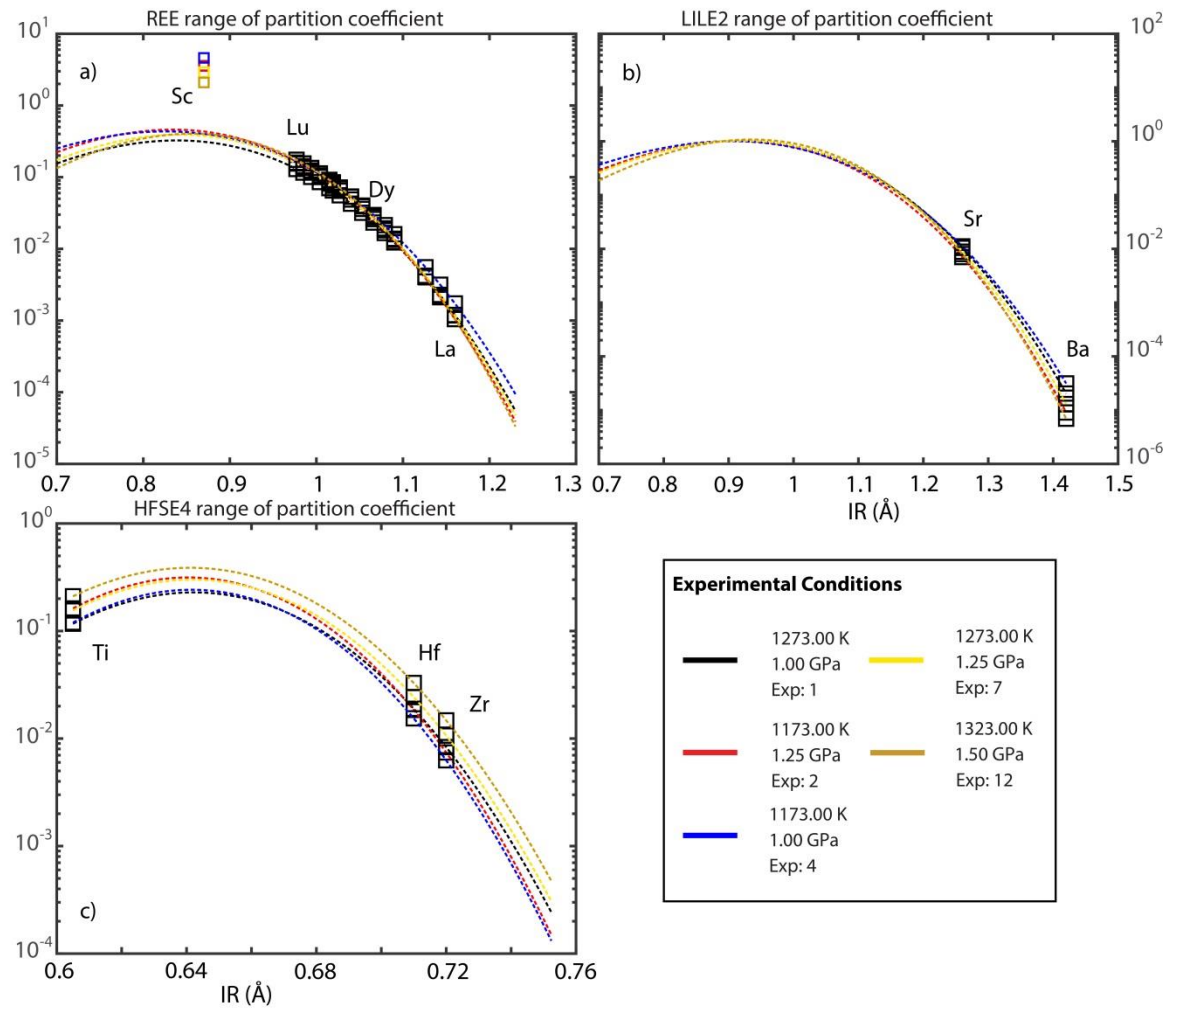 REE range of partition coefficient
LILE2 range of partition coefficient
10^1
10^0
10^-1
10^-2
10^-3
10^-4
10^-5
a)
Sc
Lu
Dy
La
0.7 0.8 0.9 1 1.1 1.2 1.3
10^2
10^0
10^-2
10^-4
10^-6
b)
Sr
Ba
0.7 0.8 0.9 1 1.1 1.2 1.3 1.4 1.5
IR (Å)
HFSE4 range of partition coefficient
10^0
10^-1
10^-2
10^-3
10^-4
Ti
Hf
Zr
c)
0.6 0.64 0.68 0.72 0.76
IR (Å)
Experimental Conditions
1273.00 K
1.00 GPa
Exp: 1
1273.00 K
1.25 GPa
Exp: 7
1173.00 K
1.25 GPa
Exp: 2
1323.00 K
1.50 GPa
Exp: 12
1173.00 K
1.00 GPa
Exp: 4